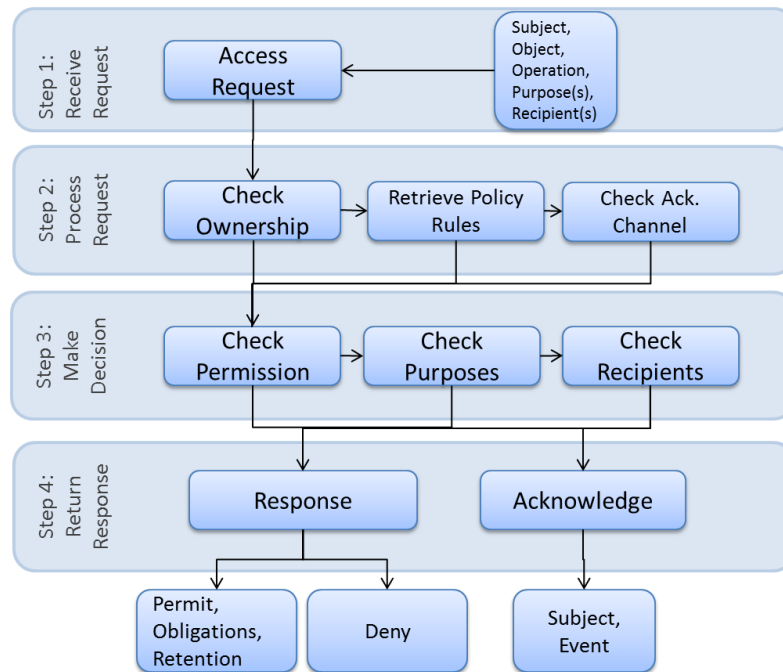 Step 1:
Receive
Request
Access
Request
Subject,
Object,
Operation,
Purpose(s),
Recipient(s)
Step 2:
Process
Request
Check
Ownership
Retrieve Policy
Rules
Check Ack.
Channel
Step 3:
Make
Decision
Check
Permission
Check
Purposes
Check
Recipients
Step 4:
Return
Response
Response
Acknowledge
Permit,
Obligations,
Retention
Deny
Subject,
Event